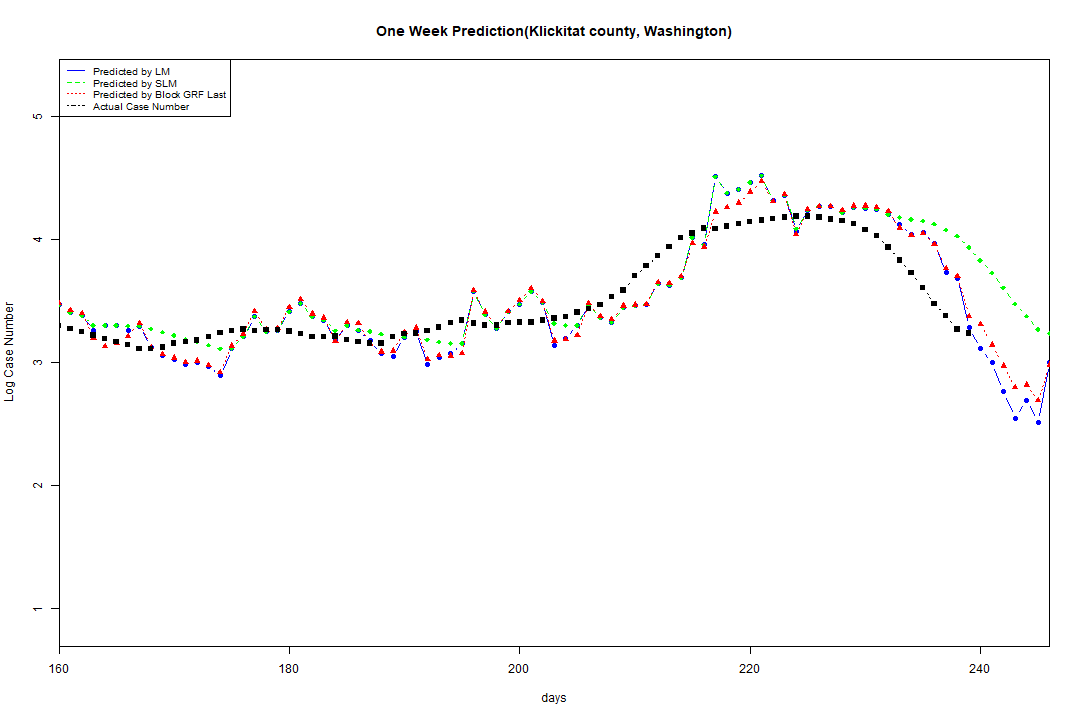 One Week Prediction(Klickitat county, Washington)
Predicted by LM
Predicted by SLM
Predicted by Block GRF Last
Actual Case Number
5
4
3
2
1
Log Case Number
160 180 200 220 240
days